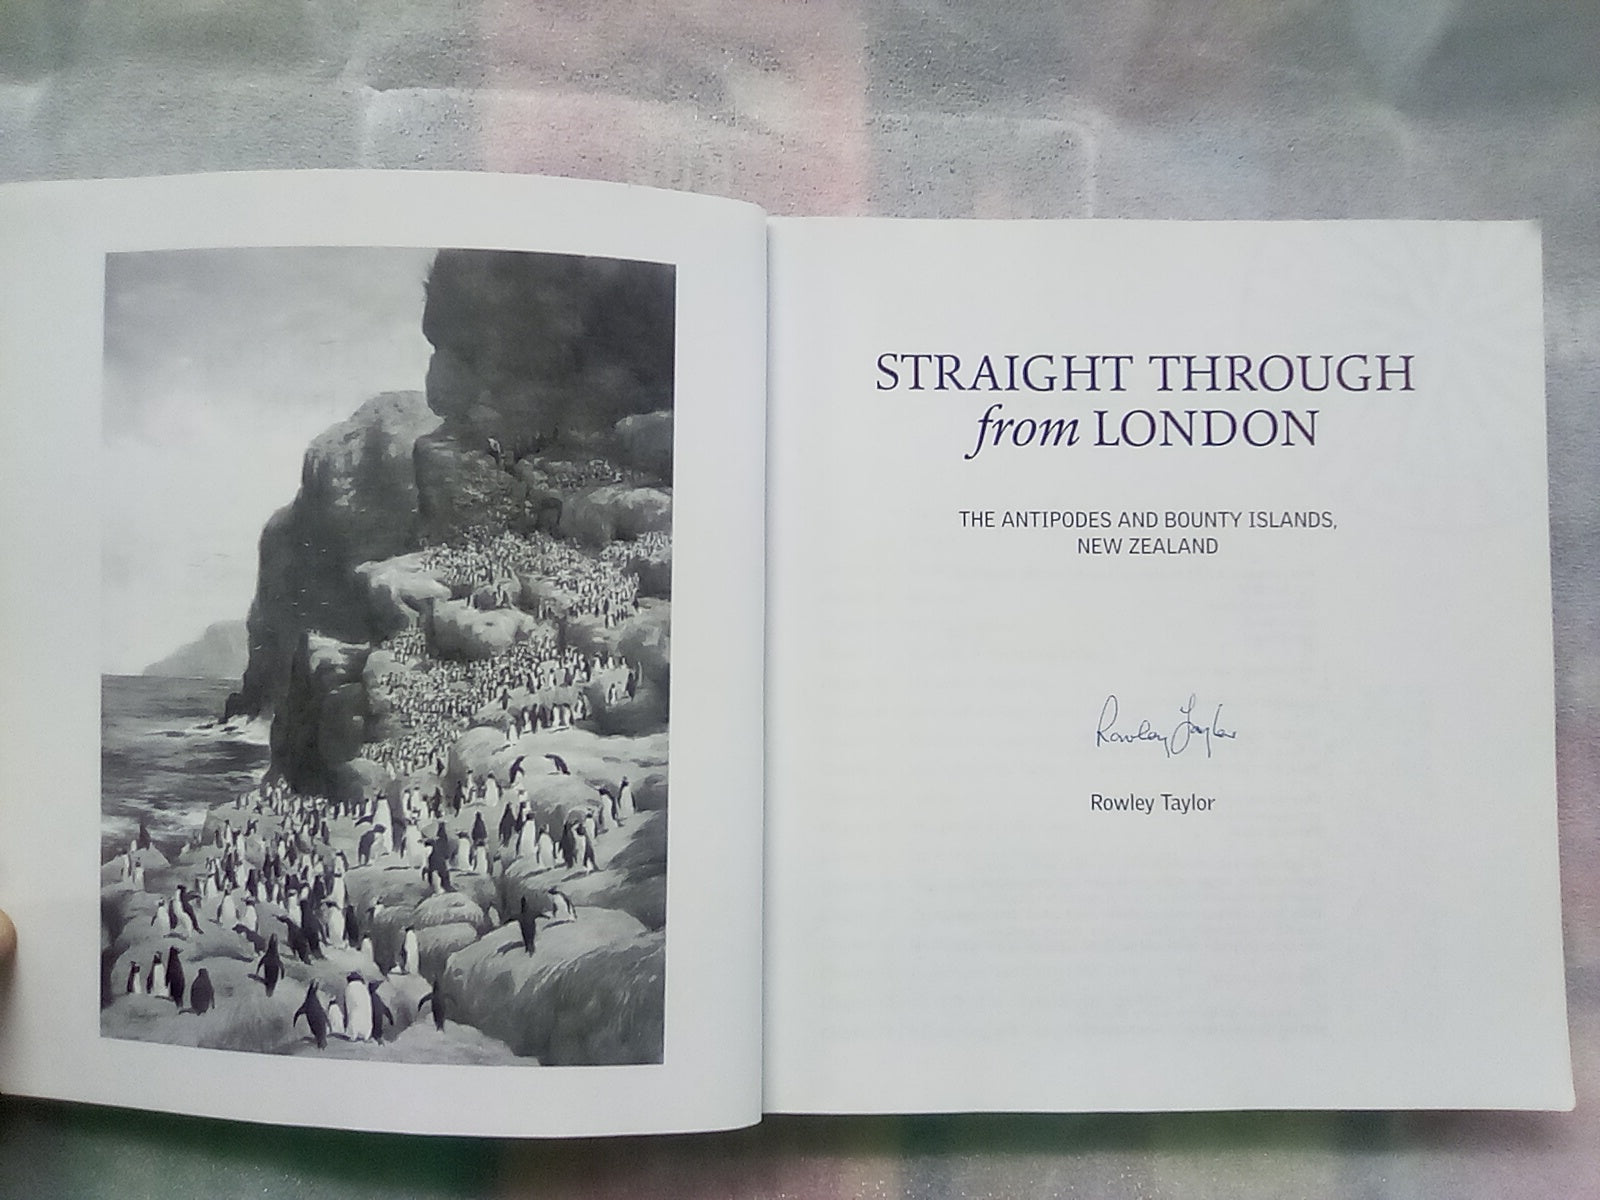 STRAIGHT THROUGH
from LONDON
THE ANTIPODES AND BOUNTY ISLANDS,
NEW ZEALAND
Rowley Taylor
Rowley Taylor